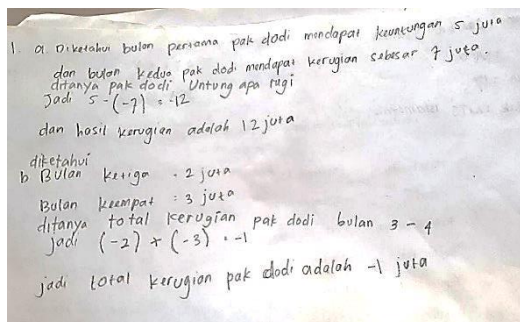 1. a. Diketahui bulan pertama pak dodi mendapat keuntungan 5 juta
dan bulan kedua pak dodi mendapat kerugian sebesar 7 juta.
ditanya pak dodi Untung apa rugi
Jadi 5 - (-7) = -12
dan hasil kerugian adalah 12 juta
diketahui
b Bulan ketiga : 2 juta
Bulan keempat : 3 juta
ditanya total kerugian pak dodi bulan 3 - 4
jadi (-2) + (-3) = -1
jadi total kerugian pak dodi adalah -1 juta